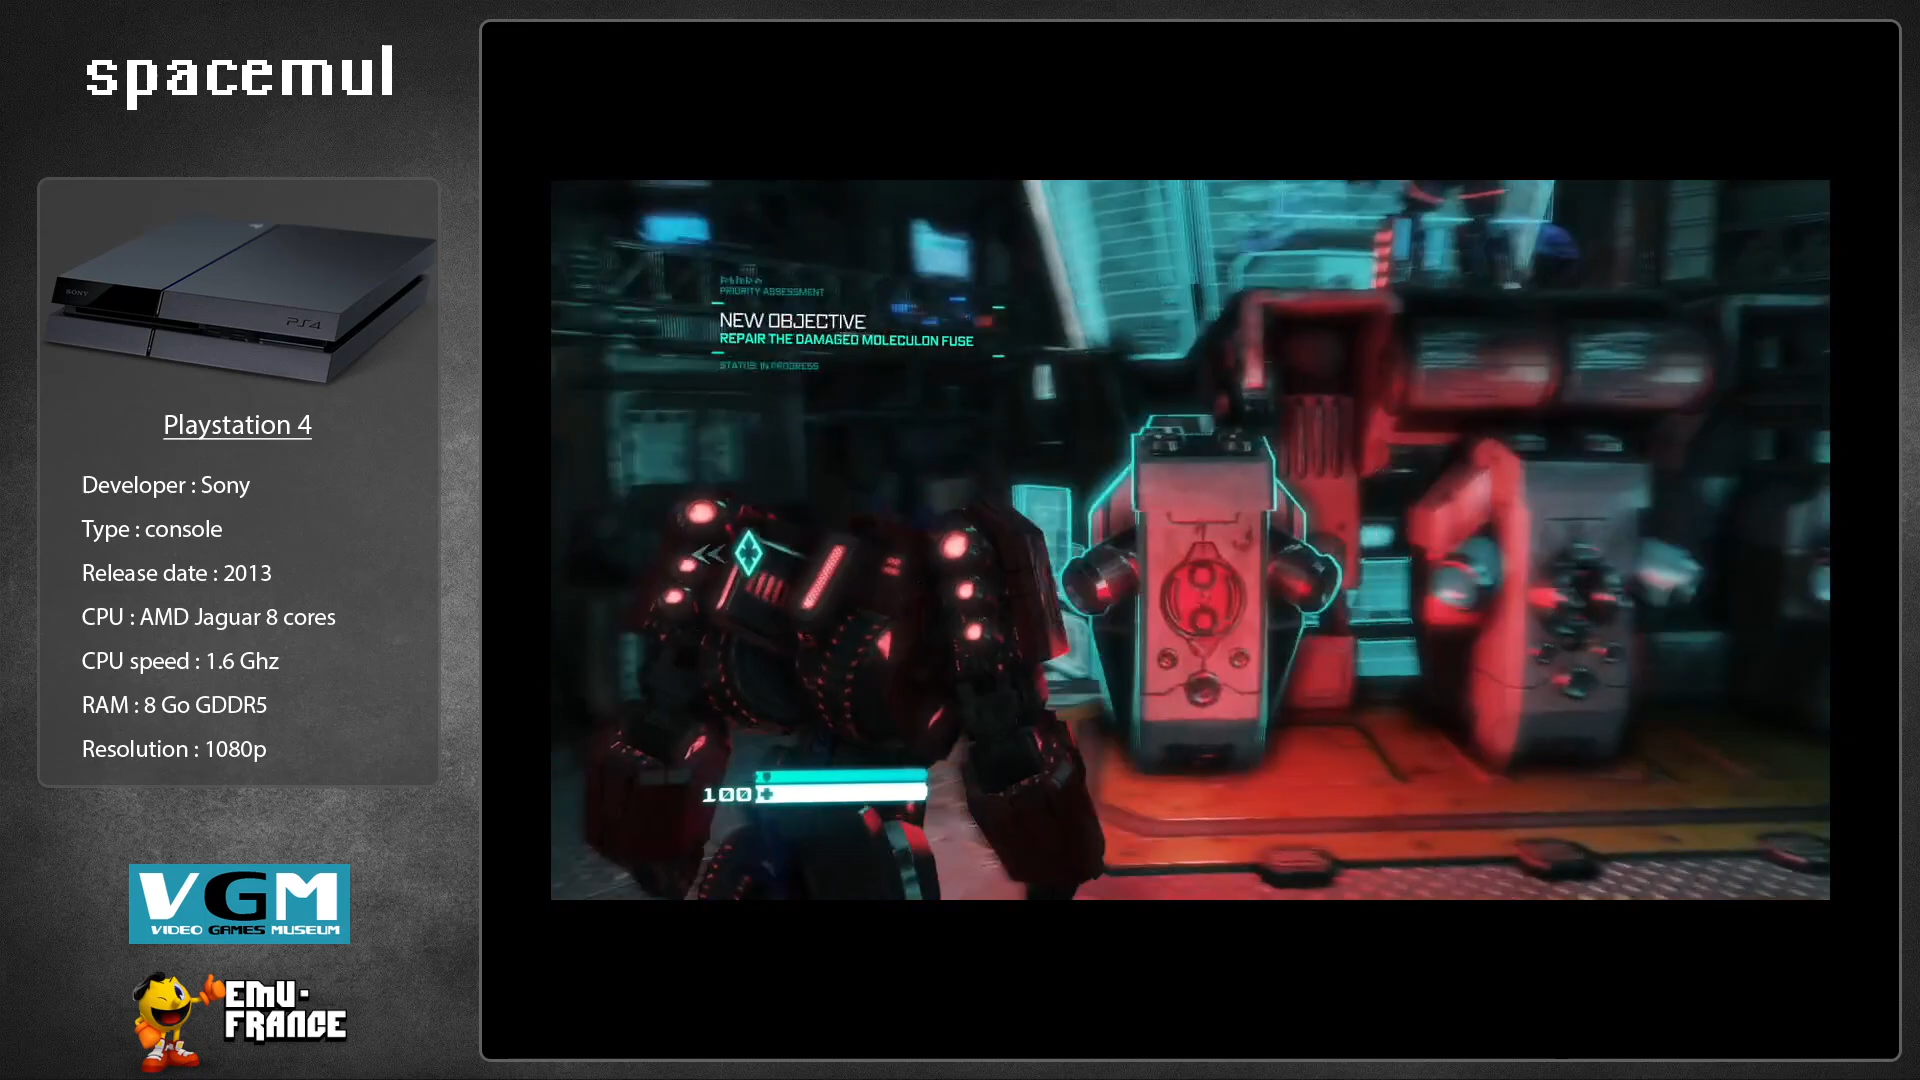 spacemul
SONY
PS4
Playstation 4
Developer : Sony
Type : console
Release date : 2013
CPU : AMD Jaguar 8 cores
CPU speed : 1.6 Ghz
RAM : 8 Go GDDR5
Resolution : 1080p
VGM
VIDEO GAMES MUSEUM
EMU-
FRANCE
PRIORITY ASSESSMENT
NEW OBJECTIVE
REPAIR THE DAMAGED MOLECULON FUSE
STATUS: IN PROGRESS
100